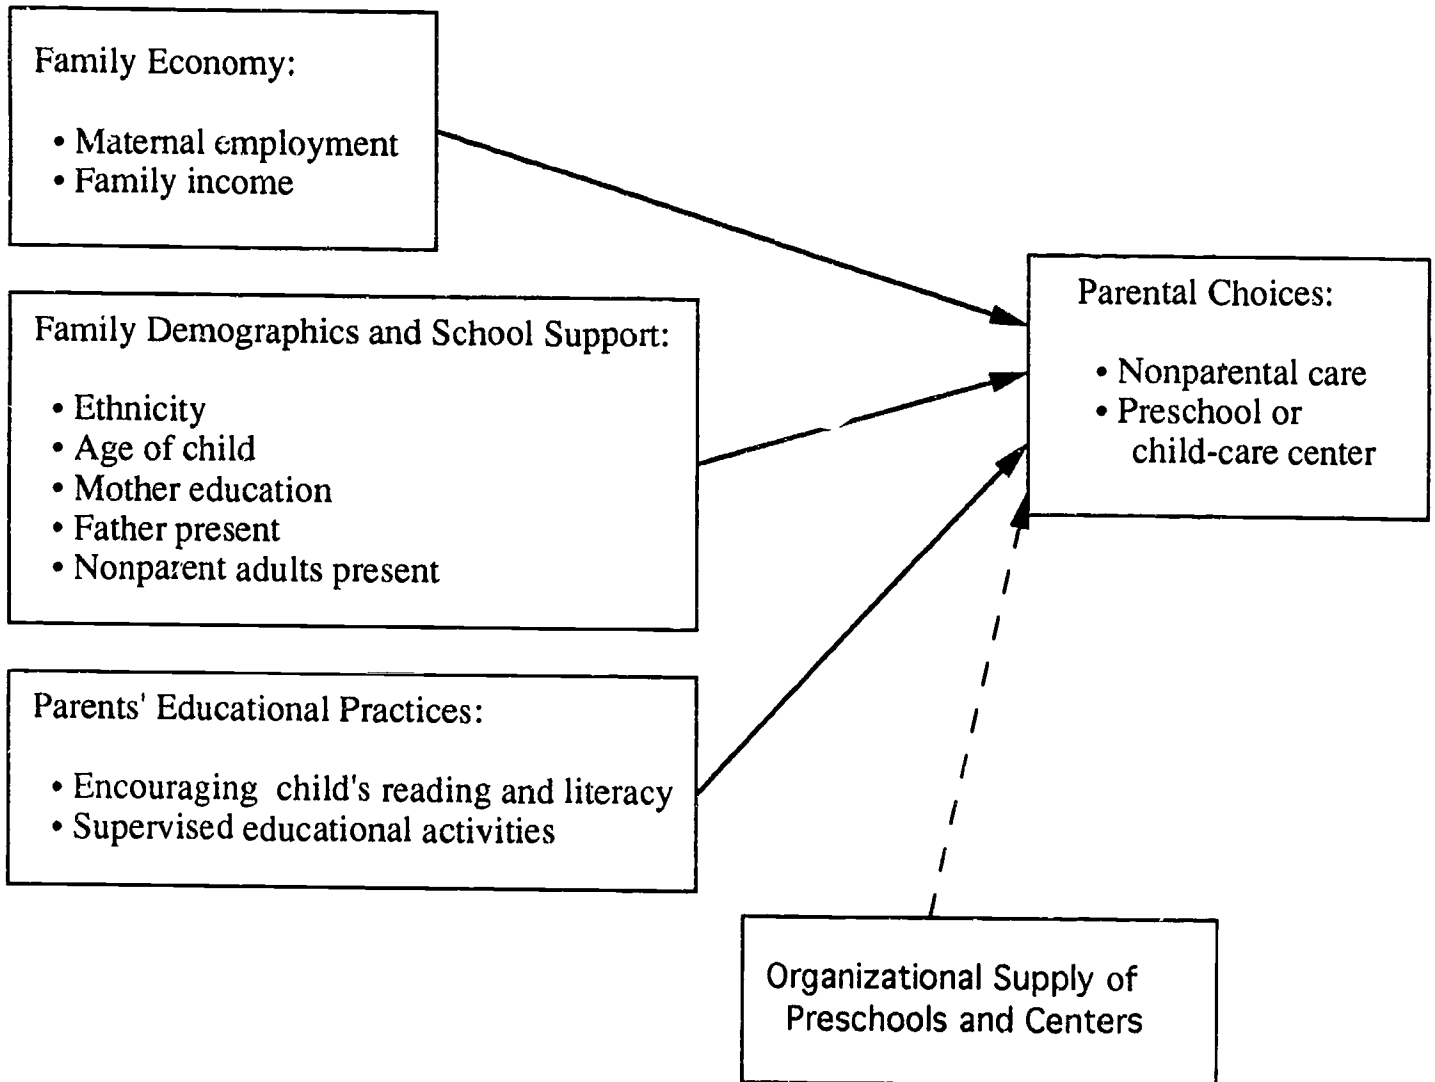 Family Economy:
• Maternal employment
• Family income
Family Demographics and School Support:
• Ethnicity
• Age of child
• Mother education
• Father present
• Nonparent adults present
Parents' Educational Practices:
• Encouraging child's reading and literacy
• Supervised educational activities
Parental Choices:
• Nonparental care
• Preschool or
child-care center
Organizational Supply of
Preschools and Centers